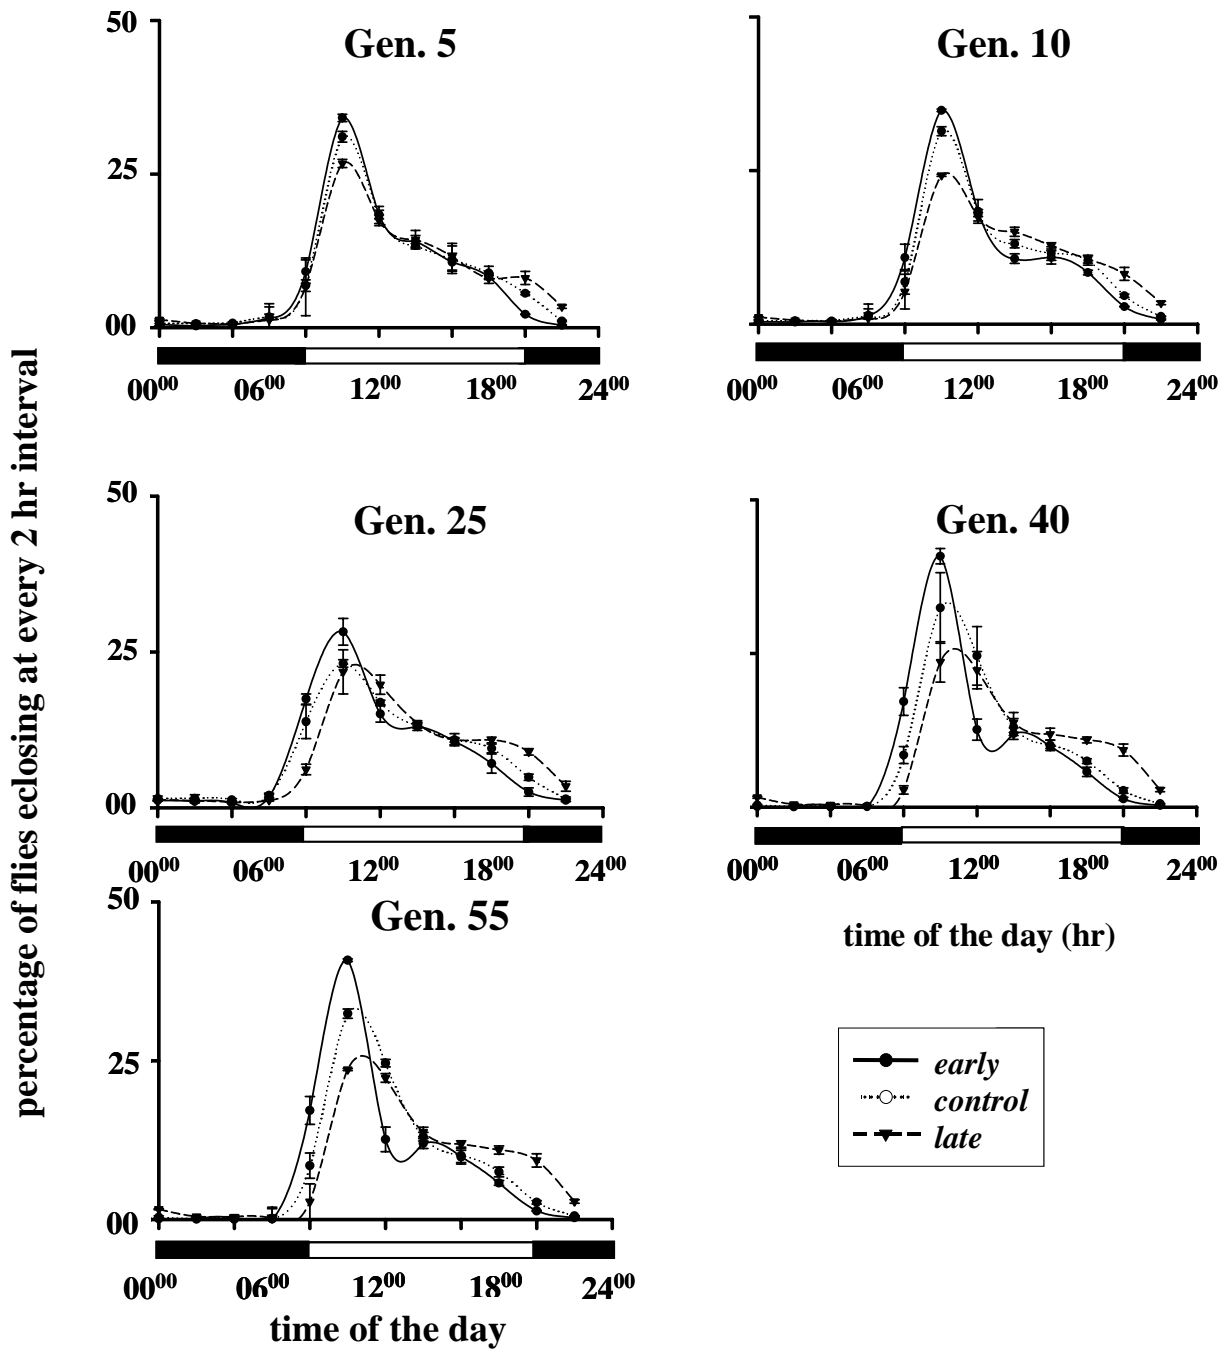 50
Gen. 5
Gen. 10
25
00
00⁰⁰ 06⁰⁰ 12⁰⁰ 18⁰⁰ 24⁰⁰
00⁰⁰ 06⁰⁰ 12⁰⁰ 18⁰⁰ 24⁰⁰
percentage of flies eclosing at every 2 hr interval
50
Gen. 25
Gen. 40
25
00
00⁰⁰ 06⁰⁰ 12⁰⁰ 18⁰⁰ 24⁰⁰
00⁰⁰ 06⁰⁰ 12⁰⁰ 18⁰⁰ 24⁰⁰
50
Gen. 55
time of the day (hr)
25
00
00⁰⁰ 06⁰⁰ 12⁰⁰ 18⁰⁰ 24⁰⁰
time of the day
early
control
late